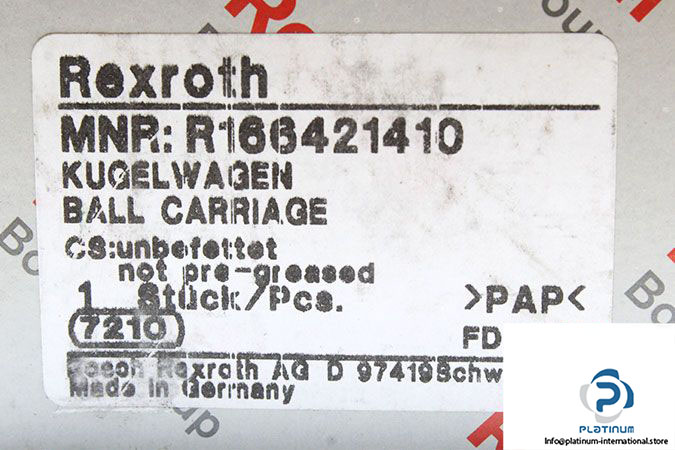 Rexroth
MNR: R166421410
KUGELWAGEN
BALL CARRIAGE
CS:unbefettet
not pre-greased
1 Stück/Pcs. >PAP<
7210 FD
Bosch Rexroth AG D 97419Schw
Made in Germany
PLATINUM
Info@platinum-international.store